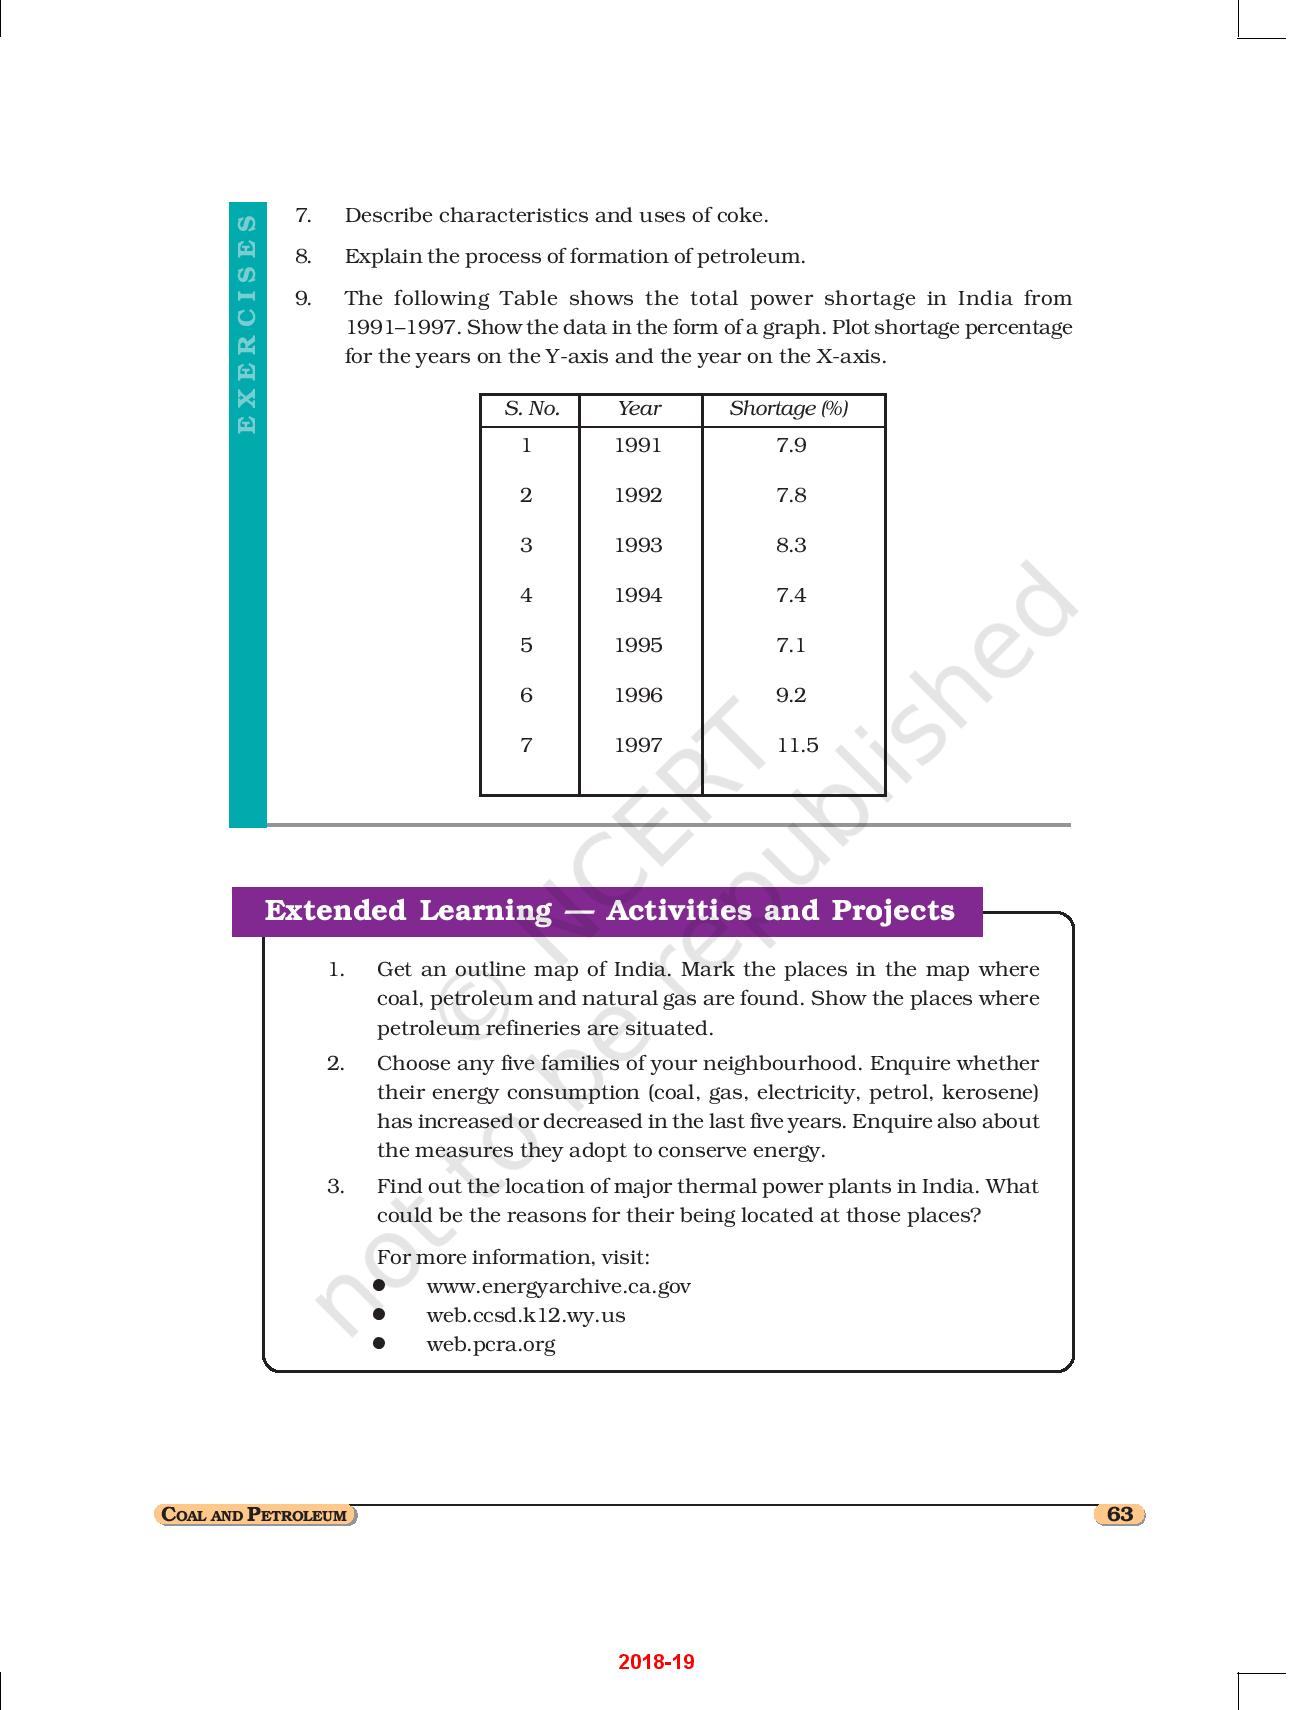 EXERCISES
7. Describe characteristics and uses of coke.
8. Explain the process of formation of petroleum.
9. The following Table shows the total power shortage in India from
1991–1997. Show the data in the form of a graph. Plot shortage percentage
for the years on the Y-axis and the year on the X-axis.
S. No. Year Shortage (%)
1 1991 7.9
2 1992 7.8
3 1993 8.3
4 1994 7.4
5 1995 7.1
6 1996 9.2
7 1997 11.5
Extended Learning — Activities and Projects
1. Get an outline map of India. Mark the places in the map where
coal, petroleum and natural gas are found. Show the places where
petroleum refineries are situated.
2. Choose any five families of your neighbourhood. Enquire whether
their energy consumption (coal, gas, electricity, petrol, kerosene)
has increased or decreased in the last five years. Enquire also about
the measures they adopt to conserve energy.
3. Find out the location of major thermal power plants in India. What
could be the reasons for their being located at those places?
For more information, visit:
● www.energyarchive.ca.gov
● web.ccsd.k12.wy.us
● web.pcra.org
© NCERT
not to be republished
COAL AND PETROLEUM 63
2018-19